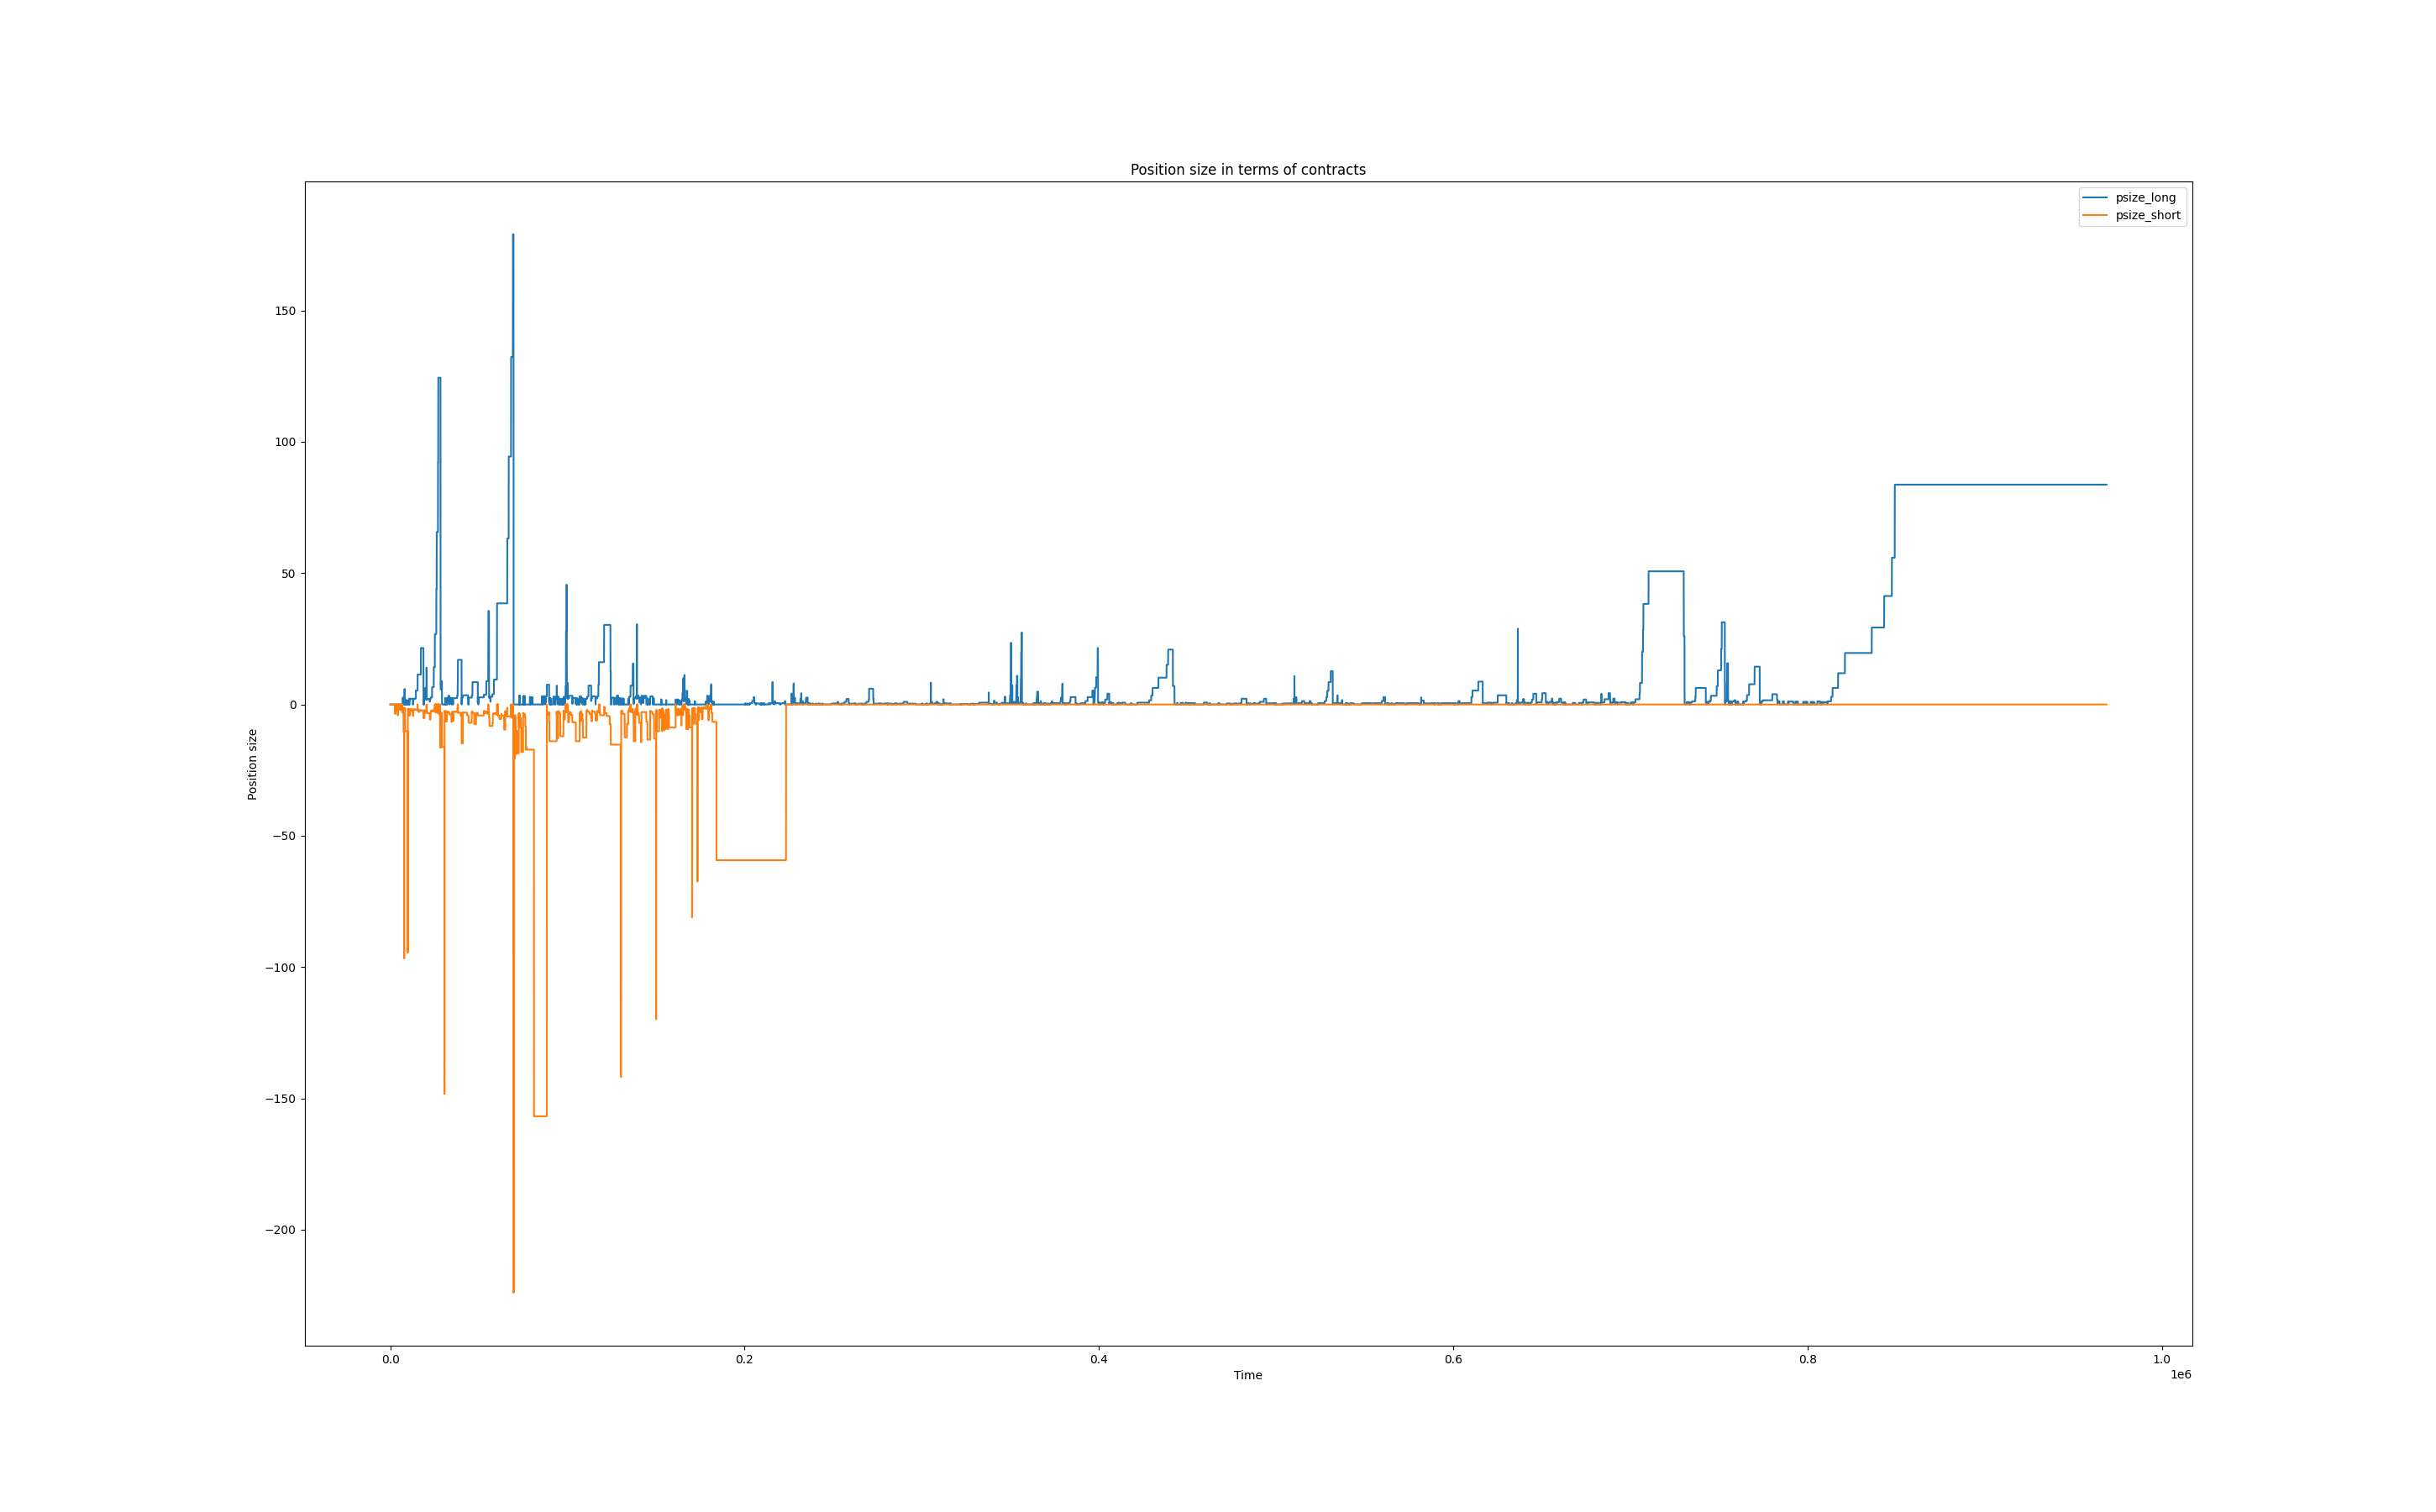 Position size in terms of contracts
psize_long
psize_short
150
100
50
0
−50
−100
−150
−200
Position size
0.0
0.2
0.4
0.6
0.8
1.0
Time
1e6